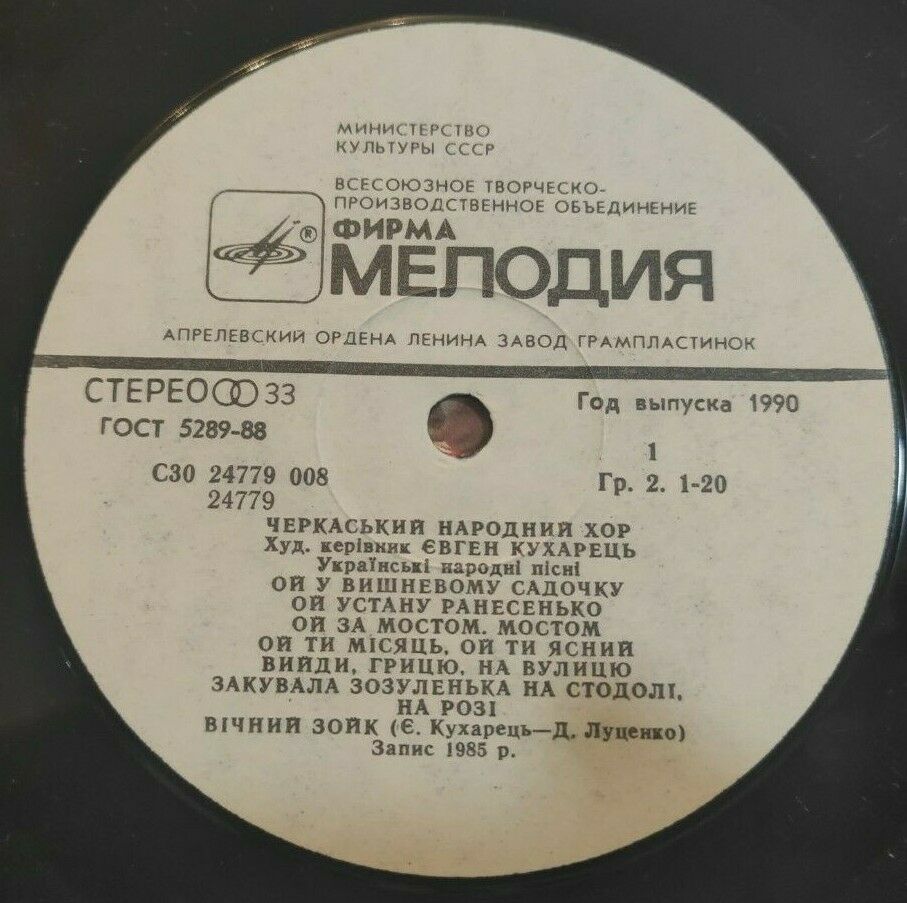 МИНИСТЕРСТВО
КУЛЬТУРЫ СССР
ВСЕСОЮЗНОЕ ТВОРЧЕСКО-
ПРОИЗВОДСТВЕННОЕ ОБЪЕДИНЕНИЕ
ФИРМА
®
МЕЛОДИЯ
АПРЕЛЕВСКИЙ ОРДЕНА ЛЕНИНА ЗАВОД ГРАМПЛАСТИНОК
СТЕРЕО 33
ГОСТ 5289-88
Год выпуска 1990
С30 24779 008
24779
1
Гр. 2. 1-20
ЧЕРКАСЬКИЙ НАРОДНИЙ ХОР
Худ. керівник ЄВГЕН КУХАРЕЦЬ
Українські народні пісні
ОЙ У ВИШНЕВОМУ САДОЧКУ
ОЙ УСТАНУ РАНЕСЕНЬКО
ОЙ ЗА МОСТОМ. МОСТОМ
ОЙ ТИ МІСЯЦЬ, ОЙ ТИ ЯСНИЙ
ВИЙДИ, ГРИЦЮ, НА ВУЛИЦЮ
ЗАКУВАЛА ЗОЗУЛЕНЬКА НА СТОДОЛІ,
НА РОЗІ
ВІЧНИЙ ЗОЙК (Є. Кухарець—Д. Луценко)
Запис 1985 р.